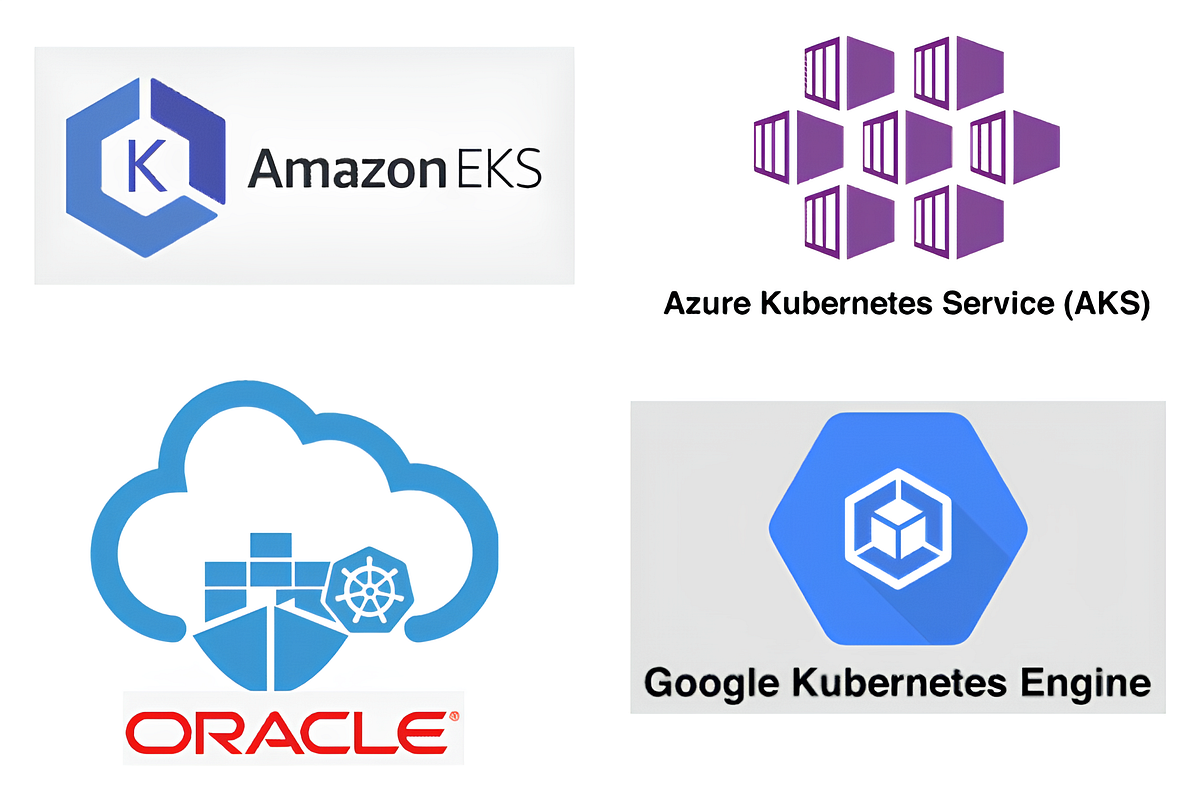 K
Amazon EKS
Azure Kubernetes Service (AKS)
ORACLE®
Google Kubernetes Engine